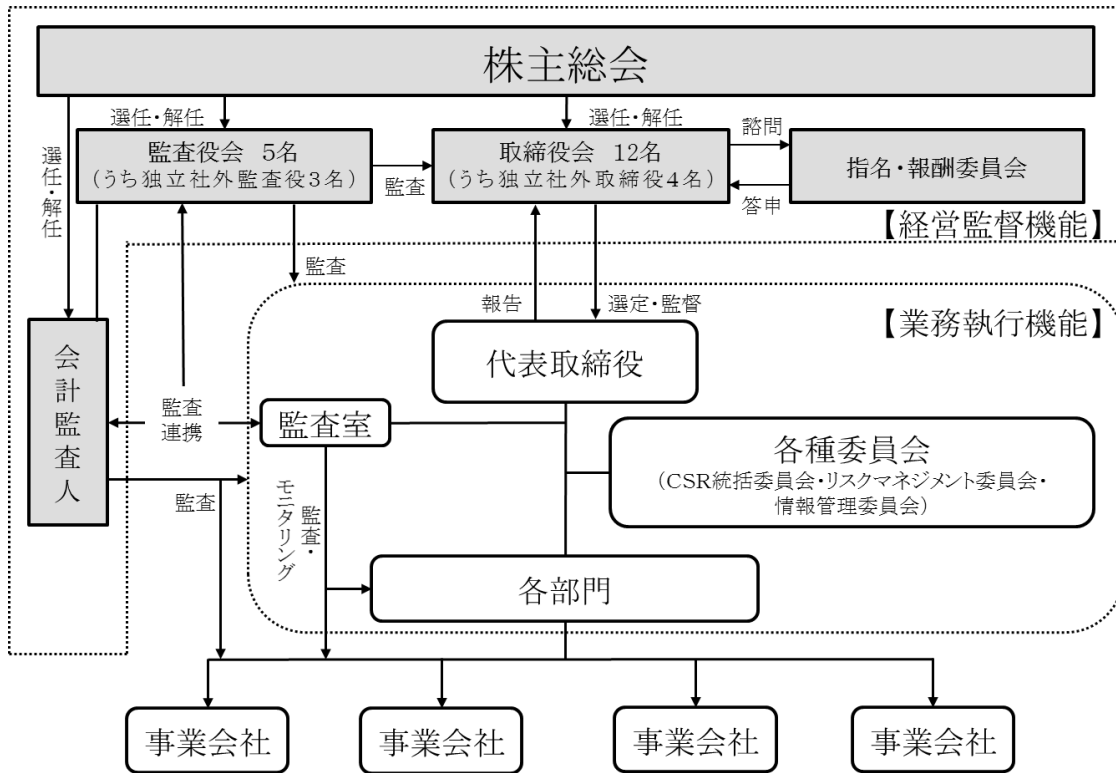 株主総会
選任・解任
選任・解任
選任・解任
監査役会 5名
(うち独立社外監査役3名)
監査
取締役会 12名
(うち独立社外取締役4名)
諮問
答申
指名・報酬委員会
【経営監督機能】
監査
報告
選定・監督
【業務執行機能】
会計監査人
代表取締役
監査
連携
監査室
各種委員会
(CSR統括委員会・リスクマネジメント委員会・
情報管理委員会)
監査
監査・
モニタリング
各部門
事業会社
事業会社
事業会社
事業会社